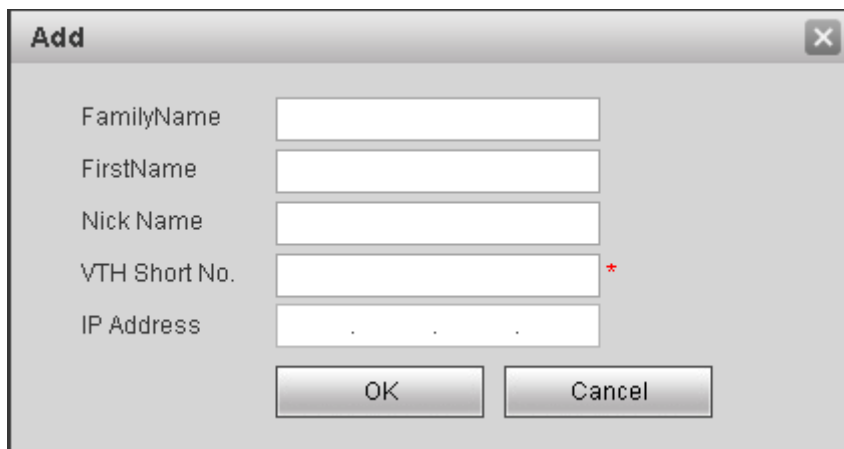 Add
FamilyName
FirstName
Nick Name
VTH Short No. *
IP Address . . .
OK Cancel